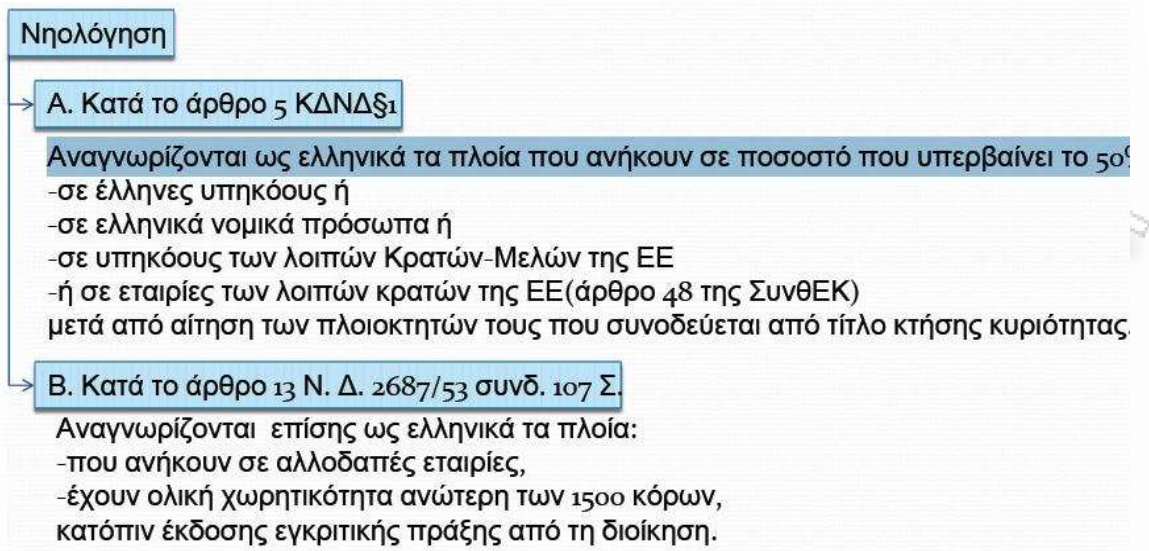 Νηολόγηση
Α. Κατά το άρθρο 5 ΚΔΝΔ§1
Αναγνωρίζονται ως ελληνικά τα πλοία που ανήκουν σε ποσοστό που υπερβαίνει το 50%
-σε έλληνες υπηκόους ή
-σε ελληνικά νομικά πρόσωπα ή
-σε υπηκόους των λοιπών Κρατών-Μελών της ΕΕ
-ή σε εταιρίες των λοιπών κρατών της ΕΕ(άρθρο 48 της ΣυνθΕΚ)
μετά από αίτηση των πλοιοκτητών τους που συνοδεύεται από τίτλο κτήσης κυριότητας.
Β. Κατά το άρθρο 13 Ν. Δ. 2687/53 συνδ. 107 Σ.
Αναγνωρίζονται επίσης ως ελληνικά τα πλοία:
-που ανήκουν σε αλλοδαπές εταιρίες,
-έχουν ολική χωρητικότητα ανώτερη των 1500 κόρων,
κατόπιν έκδοσης εγκριτικής πράξης από τη διοίκηση.